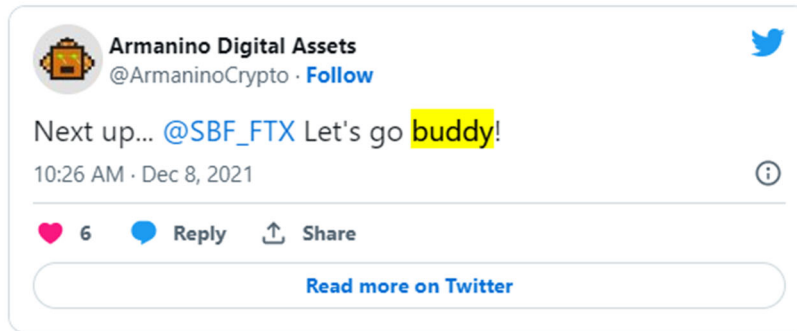 Armanino Digital Assets
@ArmaninoCrypto · Follow
Next up... @SBF_FTX Let's go buddy!
10:26 AM · Dec 8, 2021
6 Reply Share
Read more on Twitter